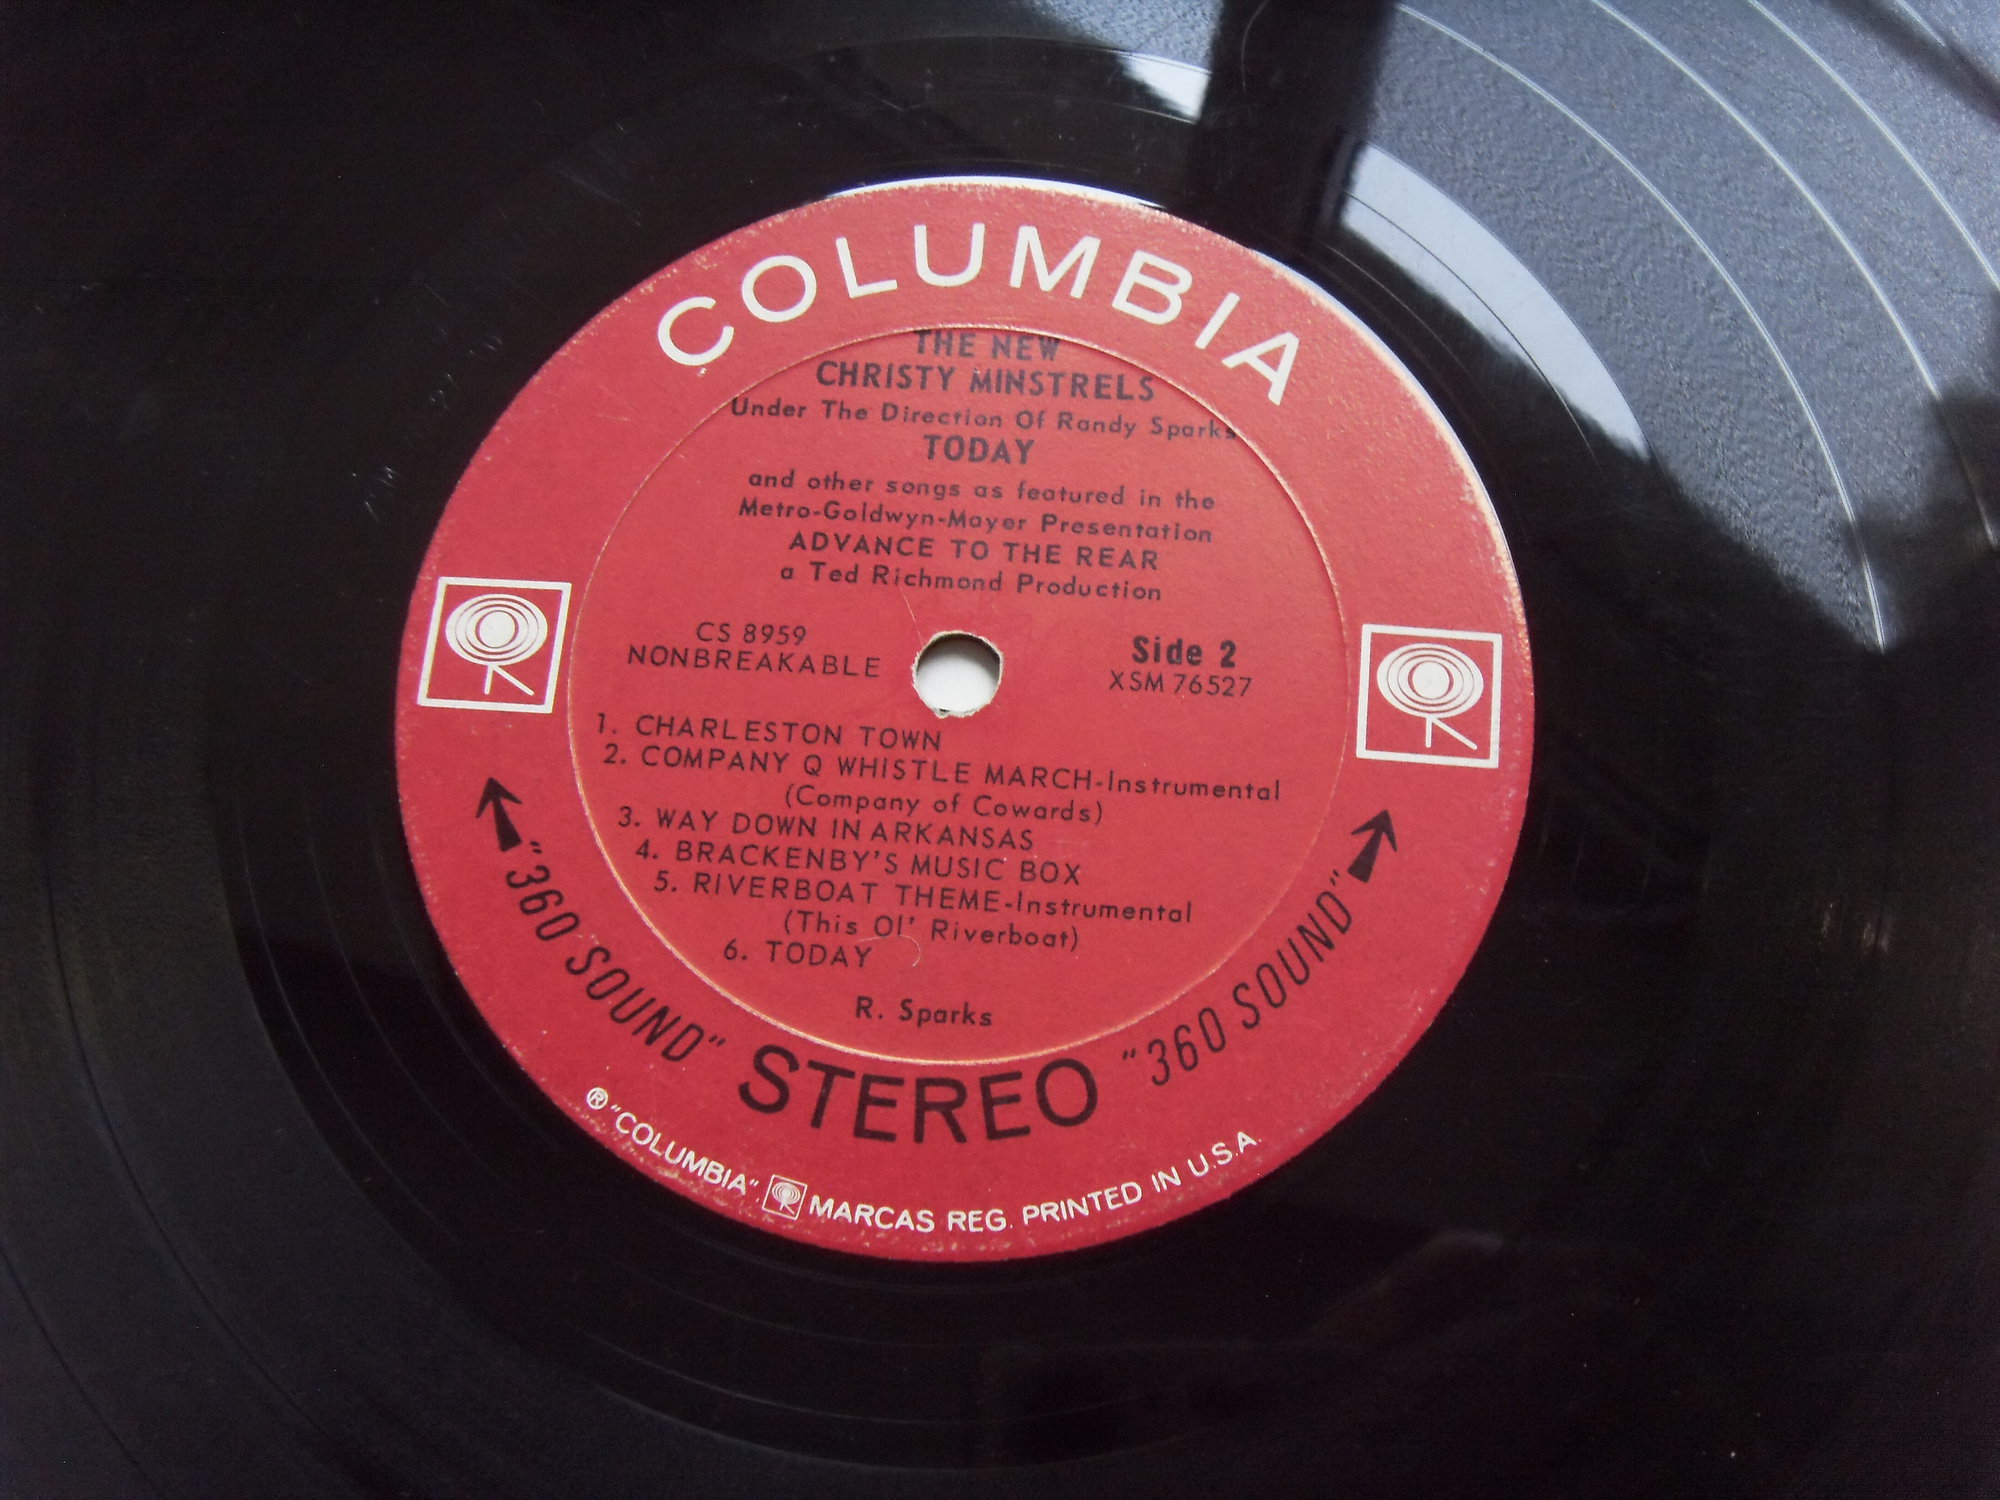 COLUMBIA
THE NEW
CHRISTY MINSTRELS
Under The Direction Of Randy Sparks
TODAY
and other songs as featured in the
Metro-Goldwyn-Mayer Presentation
ADVANCE TO THE REAR
a Ted Richmond Production
CS 8959
NONBREAKABLE
Side 2
XSM 76527
1. CHARLESTON TOWN
2. COMPANY Q WHISTLE MARCH-Instrumental
(Company of Cowards)
3. WAY DOWN IN ARKANSAS
4. BRACKENBY'S MUSIC BOX
5. RIVERBOAT THEME-Instrumental
(This Ol' Riverboat)
6. TODAY
R. Sparks
"360 SOUND" STEREO "360 SOUND"
® "COLUMBIA" MARCAS REG. PRINTED IN U.S.A.